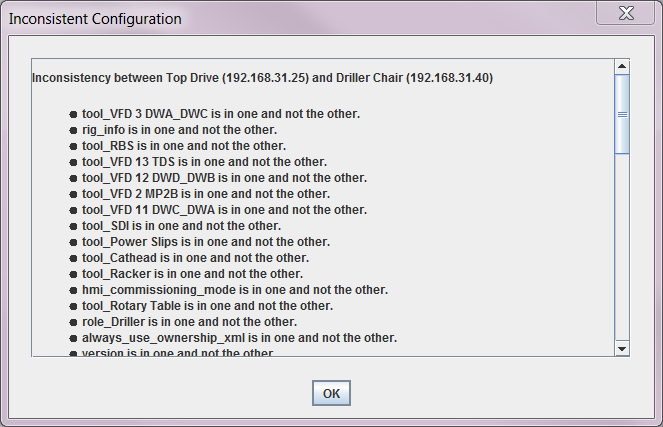 Inconsistent Configuration
Inconsistency between Top Drive (192.168.31.25) and Driller Chair (192.168.31.40)
● tool_VFD 3 DWA_DWC is in one and not the other.
● rig_info is in one and not the other.
● tool_RBS is in one and not the other.
● tool_VFD 13 TDS is in one and not the other.
● tool_VFD 12 DWD_DWB is in one and not the other.
● tool_VFD 2 MP2B is in one and not the other.
● tool_VFD 11 DWC_DWA is in one and not the other.
● tool_SDI is in one and not the other.
● tool_Power Slips is in one and not the other.
● tool_Cathead is in one and not the other.
● tool_Racker is in one and not the other.
● hmi_commissioning_mode is in one and not the other.
● tool_Rotary Table is in one and not the other.
● role_Driller is in one and not the other.
● always_use_ownership_xml is in one and not the other.
● version is in one and not the other
OK